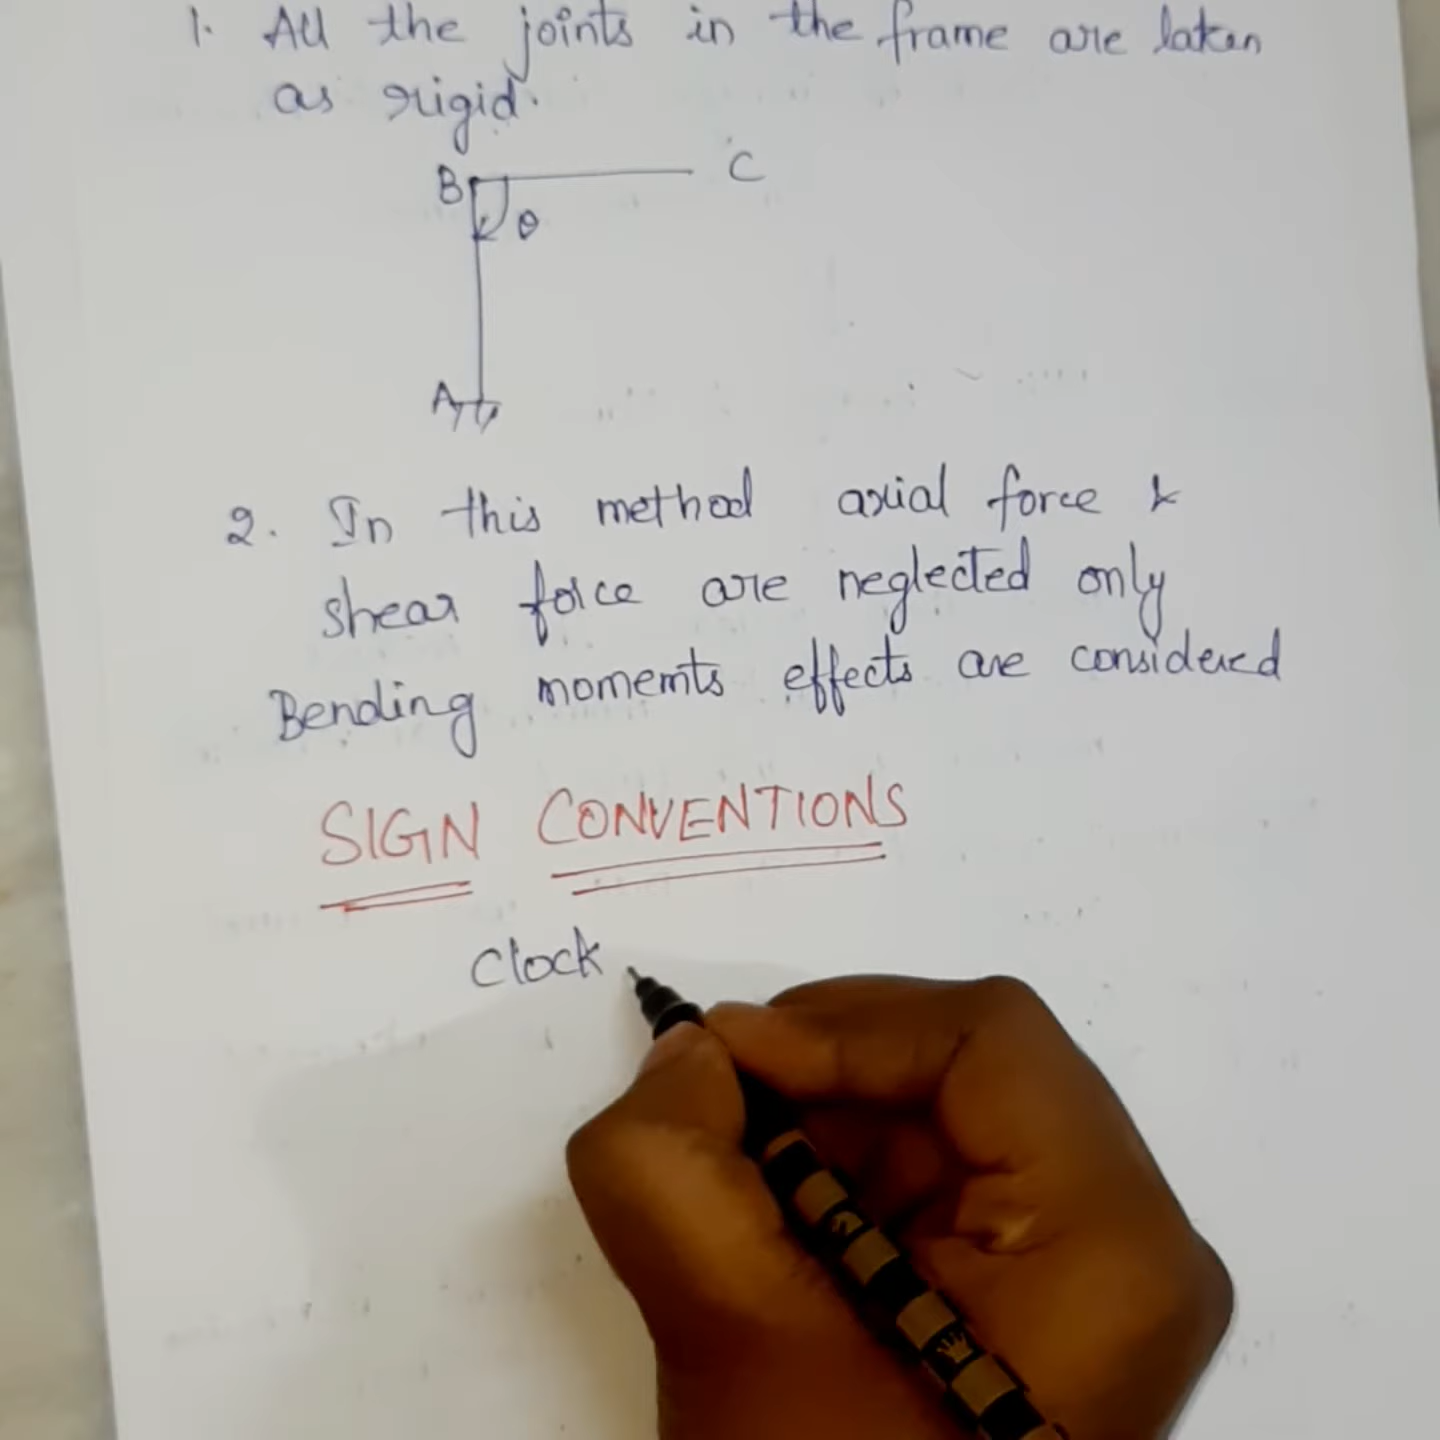 1. All the joints in the frame are taken
as rigid.
B C
θ
A
2. In this method axial force &
shear force are neglected only
Bending moments effects are considered
SIGN CONVENTIONS
Clock